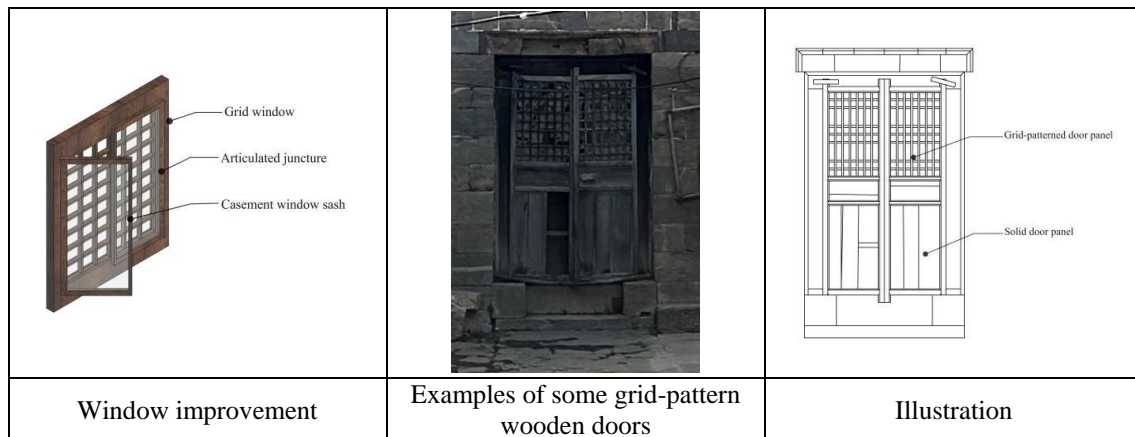 Grid window
Articulated juncture
Casement window sash
Grid-patterned door panel
Solid door panel
Window improvement
Examples of some grid-pattern
wooden doors
Illustration